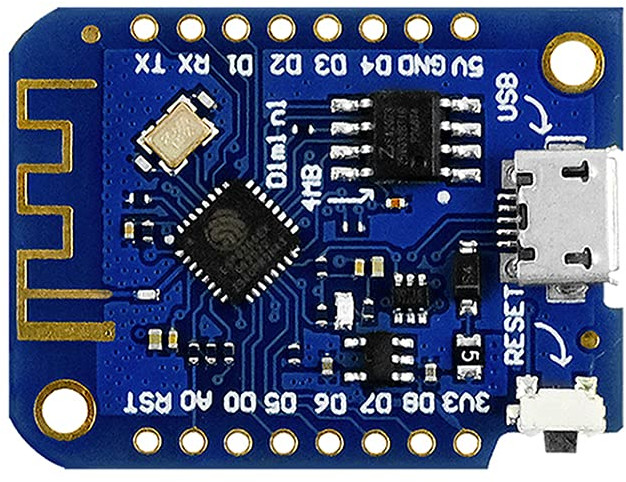 TX RX D1 D2 D3 D4 GND 5V
USB
D1mini
4MB
RESET
RST A0 D0 D5 D6 D7 D8 3V3